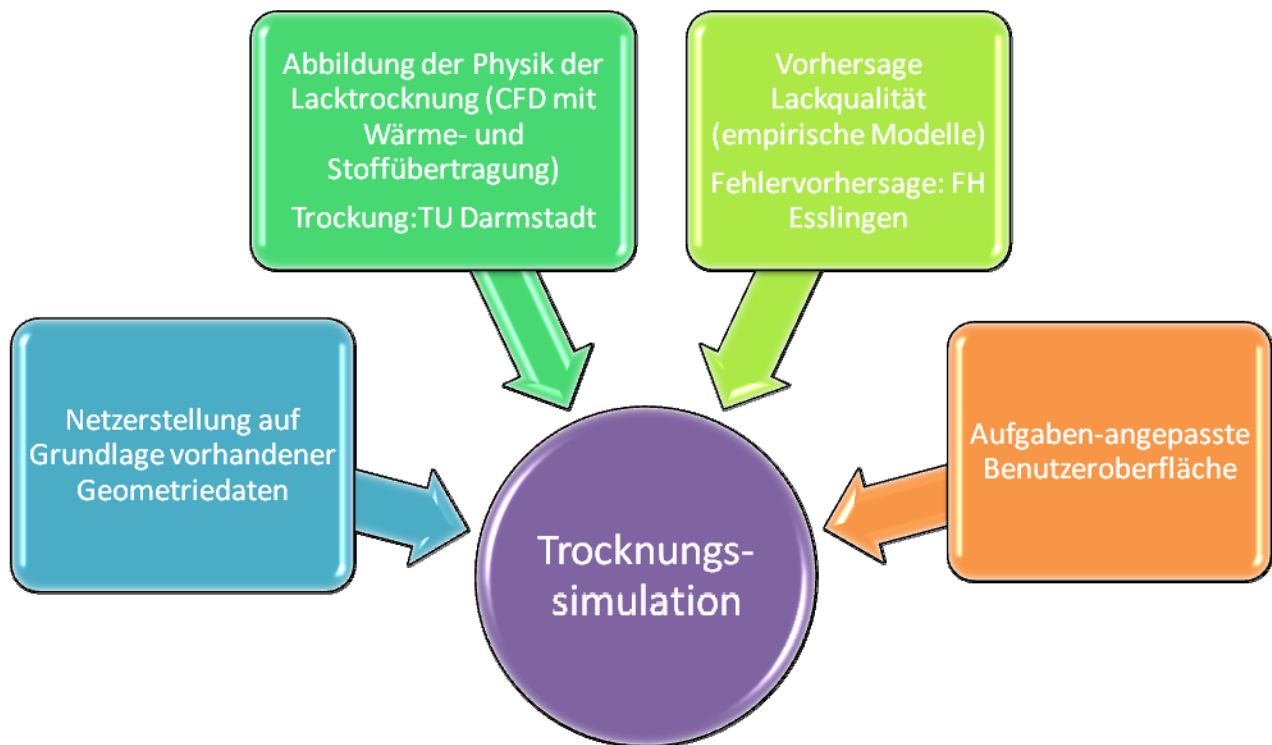 Abbildung der Physik der
Lacktrocknung (CFD mit
Wärme- und
Stoffübertragung)
Trockung:TU Darmstadt
Vorhersage
Lackqualität
(empirische Modelle)
Fehlervorhersage: FH
Esslingen
Netzerstellung auf
Grundlage vorhandener
Geometriedaten
Aufgaben-angepasste
Benutzeroberfläche
Trocknungs-
simulation